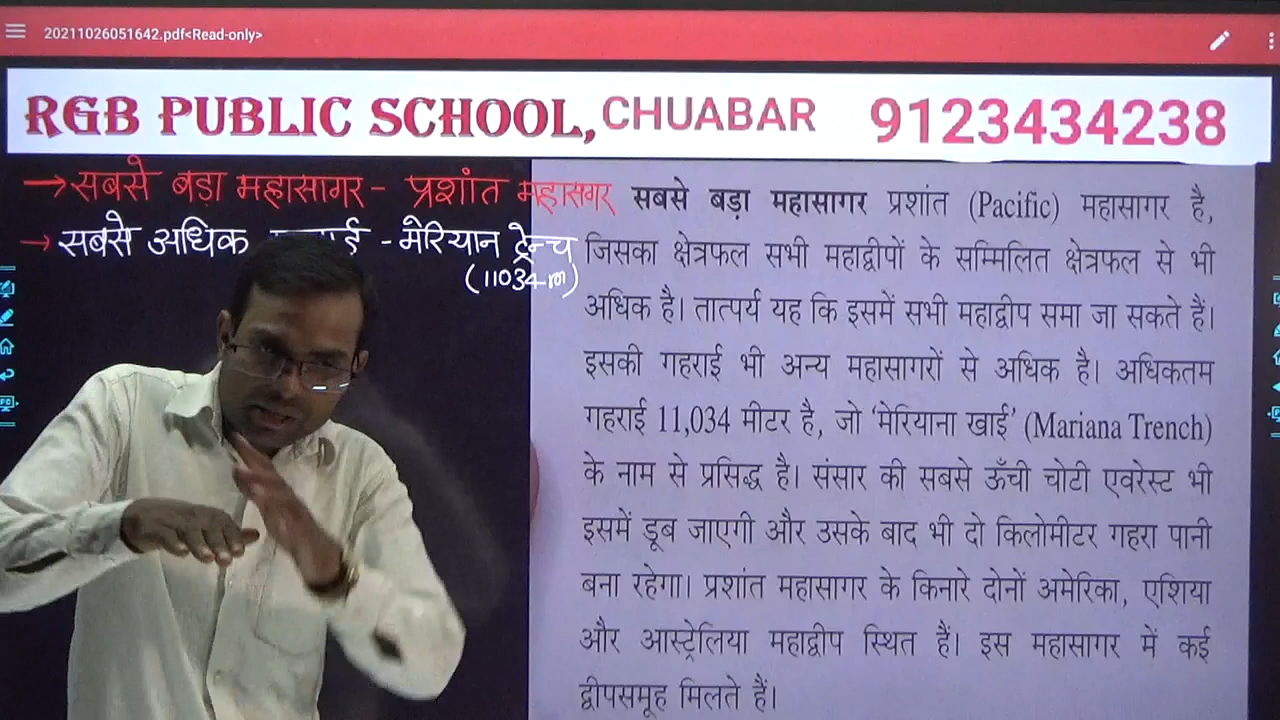 20211026051642.pdf<Read-only>
RGB PUBLIC SCHOOL, CHUABAR 9123434238
→ सबसे बड़ा महासागर - प्रशांत महासगर
→ सबसे अधिक - मेरियान ट्रेन्च
(11034 m)
सबसे बड़ा महासागर प्रशांत (Pacific) महासागर है,
जिसका क्षेत्रफल सभी महाद्वीपों के सम्मिलित क्षेत्रफल से भी
अधिक है। तात्पर्य यह कि इसमें सभी महाद्वीप समा जा सकते हैं।
इसकी गहराई भी अन्य महासागरों से अधिक है। अधिकतम
गहराई 11,034 मीटर है, जो ‘मेरियाना खाई’ (Mariana Trench)
के नाम से प्रसिद्ध है। संसार की सबसे ऊँची चोटी एवरेस्ट भी
इसमें डूब जाएगी और उसके बाद भी दो किलोमीटर गहरा पानी
बना रहेगा। प्रशांत महासागर के किनारे दोनों अमेरिका, एशिया
और आस्ट्रेलिया महाद्वीप स्थित हैं। इस महासागर में कई
द्वीपसमूह मिलते हैं।